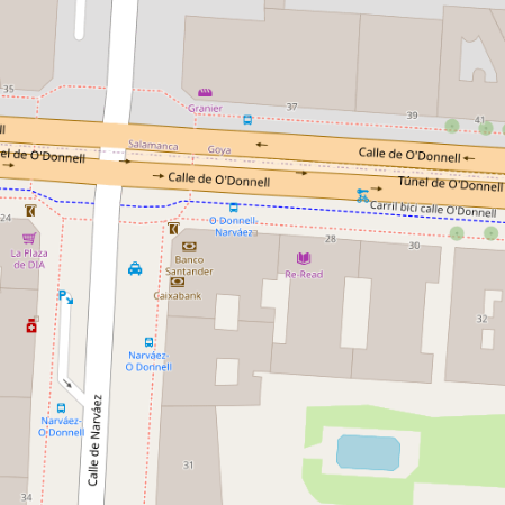 35
Granier
37
39
41
ll
Salamanca
Goya
Calle de O'Donnell
el de O'Donnell
Calle de O'Donnell
Túnel de O'Donnell
Carril bici calle O'Donnell
24
O Donnell-
Narváez
28
30
La Plaza
de DIA
Banco
Santander
Re-Read
Caixabank
32
Narváez-
O Donnell
Narváez-
O Donnell
Calle de Narváez
31
34